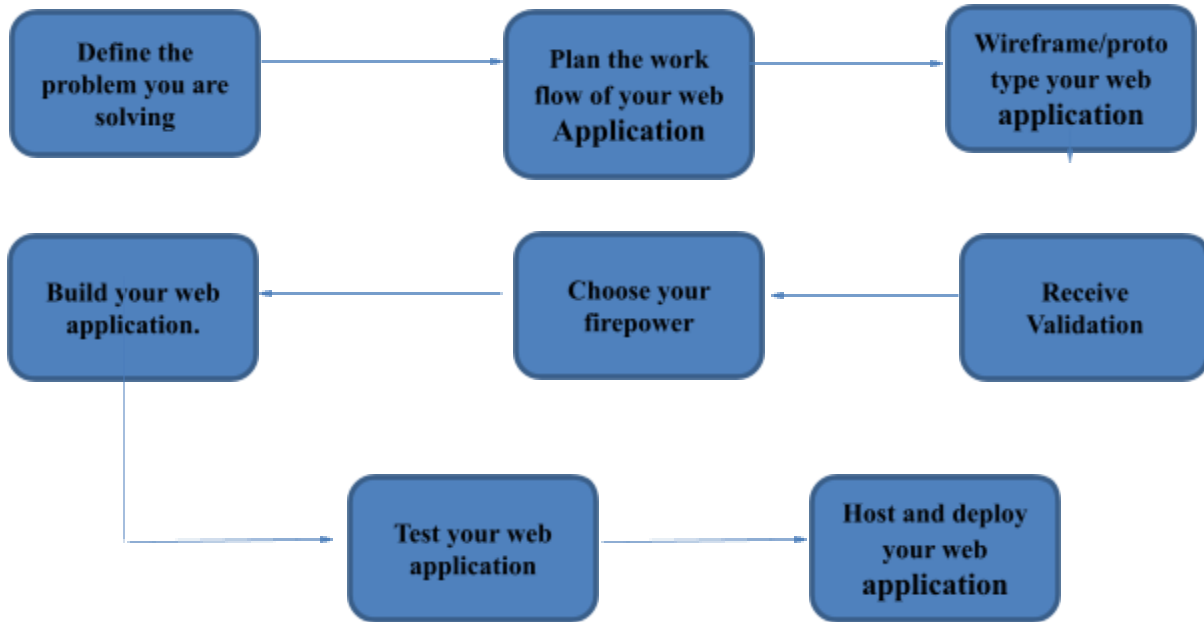 Define the
problem you are
solving
Plan the work
flow of your web
Application
Wireframe/proto
type your web
application
Receive
Validation
Choose your
firepower
Build your web
application.
Test your web
application
Host and deploy
your web
application